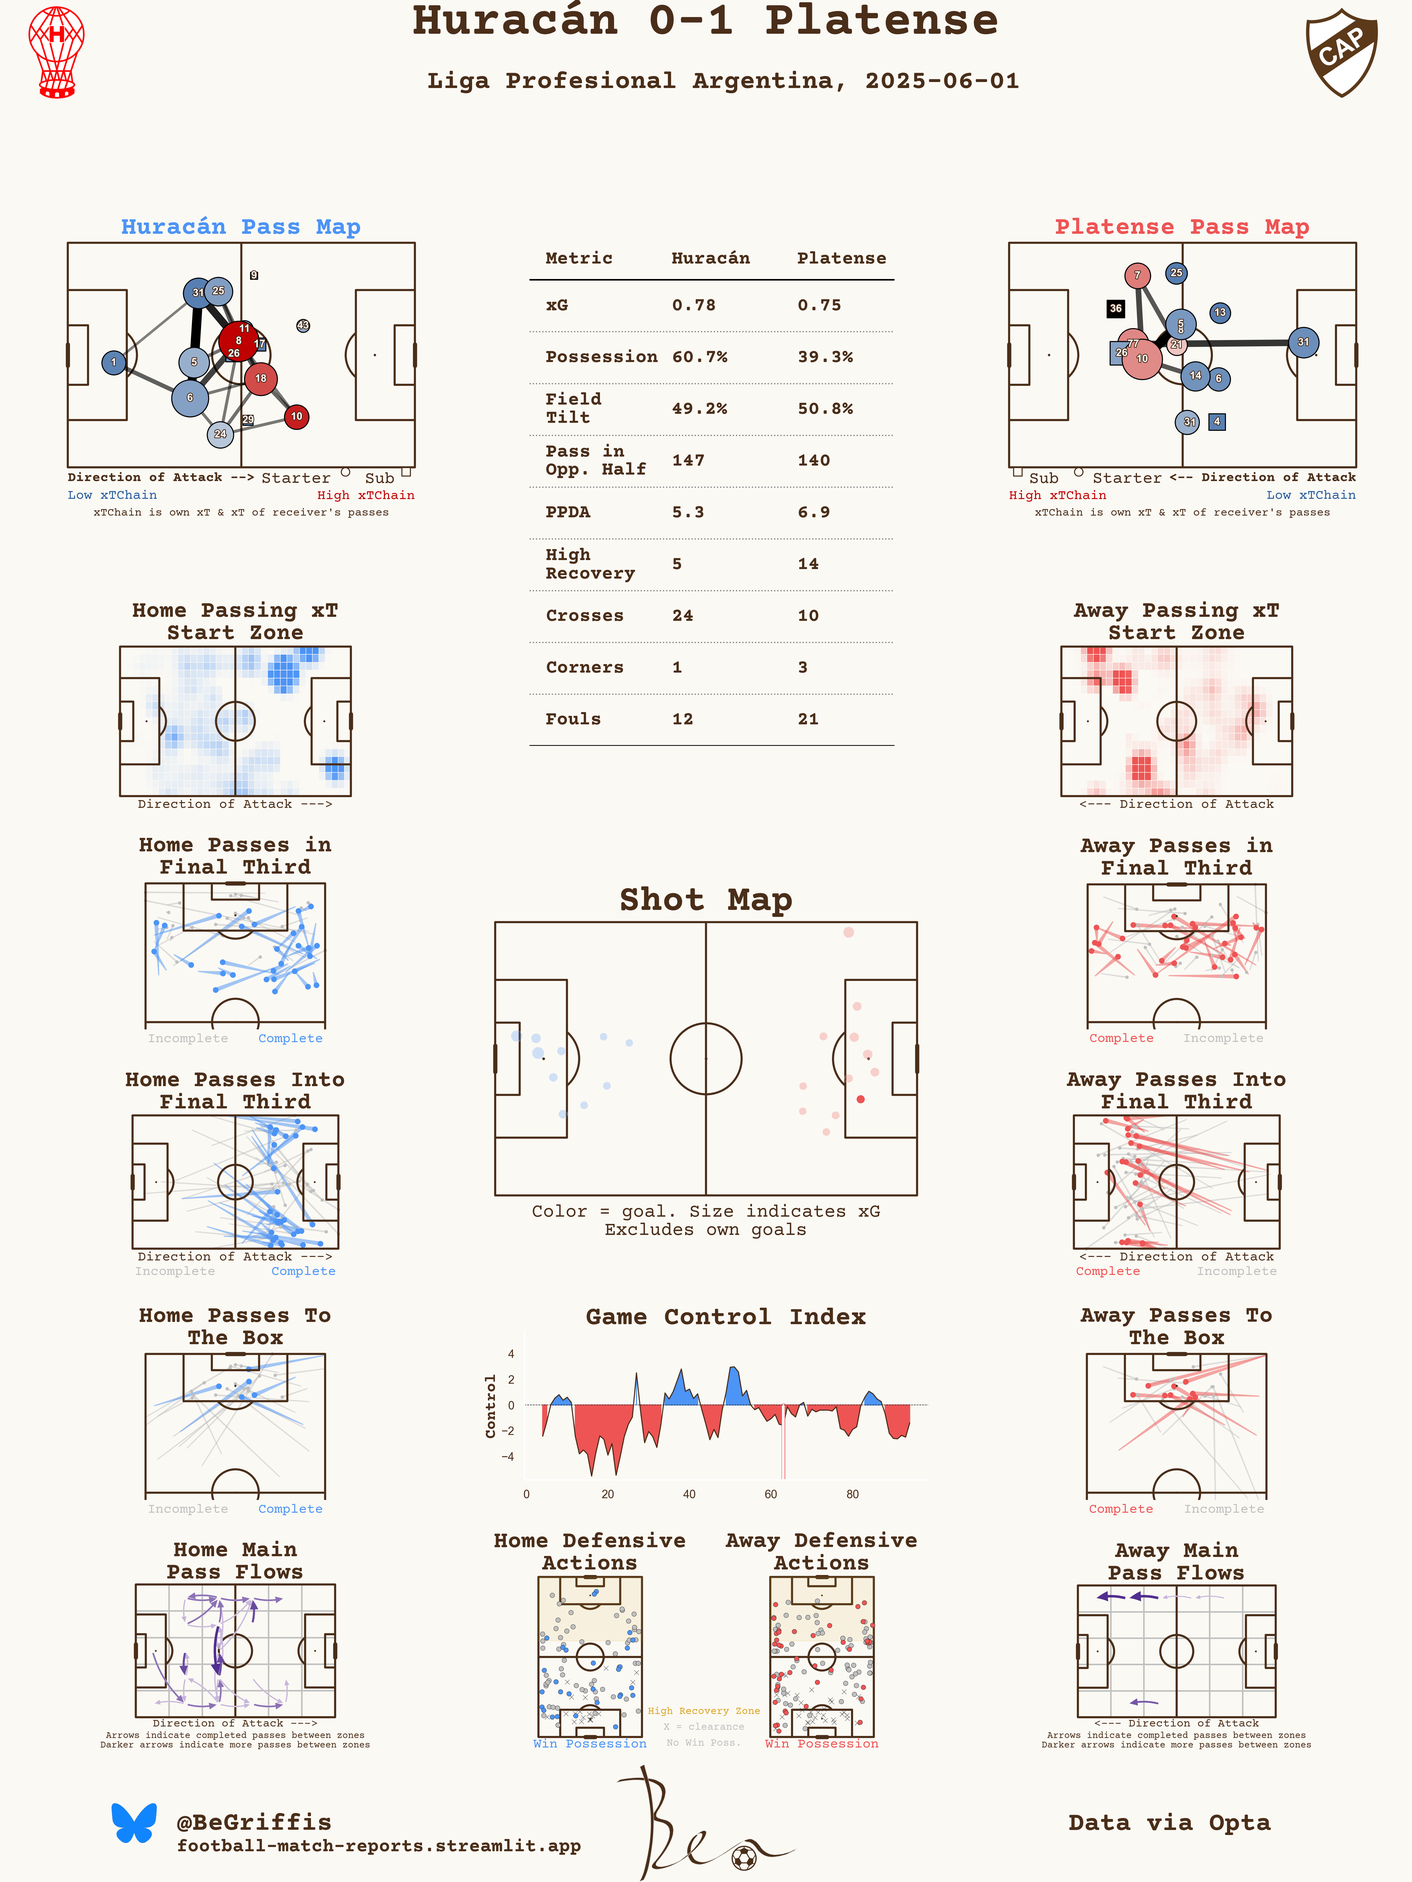 Huracán 0-1 Platense
Liga Profesional Argentina, 2025-06-01
H
CAP
Huracán Pass Map
31
25
9
11
8
17
43
26
1
5
18
6
10
29
24
Direction of Attack --> Starter Sub
Low xTChain High xTChain
xTChain is own xT & xT of receiver's passes
Metric Huracán Platense
xG 0.78 0.75
Possession 60.7% 39.3%
Field
Tilt 49.2% 50.8%
Pass in
Opp. Half 147 140
PPDA 5.3 6.9
High
Recovery 5 14
Crosses 24 10
Corners 1 3
Fouls 12 21
Platense Pass Map
7
25
36
13
5
8
77
21
26
10
31
14
6
31
4
Sub Starter <-- Direction of Attack
High xTChain Low xTChain
xTChain is own xT & xT of receiver's passes
Home Passing xT
Start Zone
Direction of Attack --->
Away Passing xT
Start Zone
<--- Direction of Attack
Home Passes in
Final Third
Incomplete Complete
Away Passes in
Final Third
Complete Incomplete
Shot Map
Color = goal. Size indicates xG
Excludes own goals
Home Passes Into
Final Third
Direction of Attack --->
Incomplete Complete
Away Passes Into
Final Third
<--- Direction of Attack
Complete Incomplete
Home Passes To
The Box
Incomplete Complete
Game Control Index
Control
4
2
0
−2
−4
0 20 40 60 80
Away Passes To
The Box
Complete Incomplete
Home Main
Pass Flows
Direction of Attack --->
Arrows indicate completed passes between zones
Darker arrows indicate more passes between zones
Home Defensive
Actions
Win Possession
High Recovery Zone
X = clearance
No Win Poss.
Away Defensive
Actions
Win Possession
Away Main
Pass Flows
<--- Direction of Attack
Arrows indicate completed passes between zones
Darker arrows indicate more passes between zones
@BeGriffis
football-match-reports.streamlit.app
Ben
Data via Opta